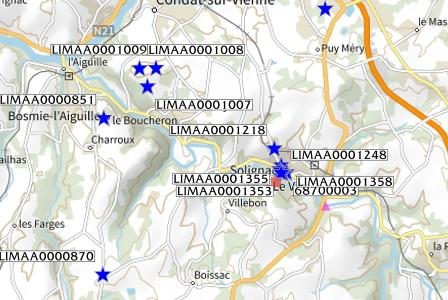 Condat-sur-Vienne
N21
le Mas
Puy Méry
LIMAA0001009
LIMAA0001008
l'Aiguille
LIMAA0000851
LIMAA0001007
Bosmie-l'Aiguille
le Boucheron
LIMAA0001218
Charroux
LIMAA0001248
Solignac
LIMAA0001355
LIMAA0001358
LIMAA0001353
68700003
Villebon
les Farges
LIMAA0000870
Boissac